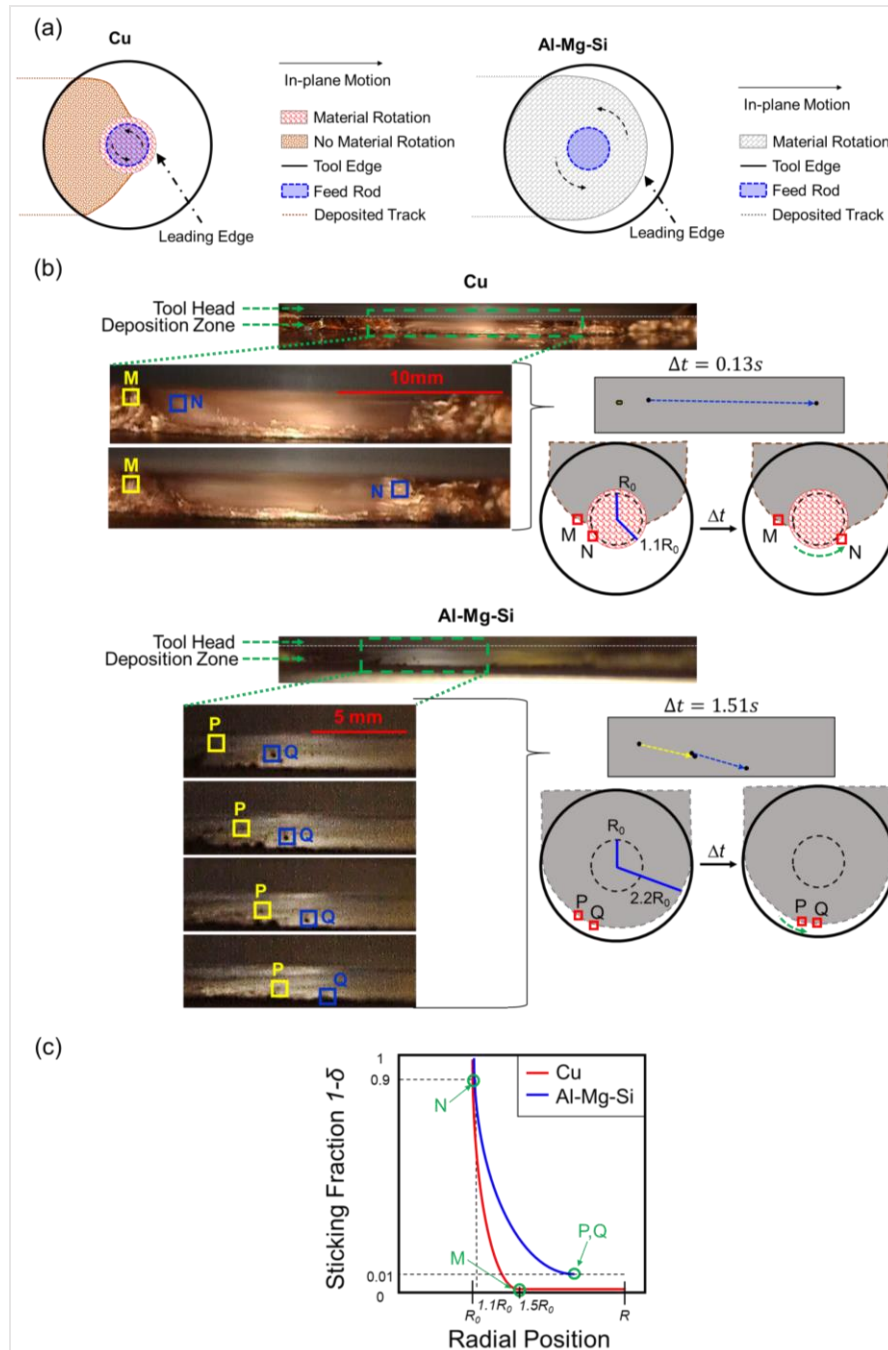 (a)
Cu
In-plane Motion
Material Rotation
No Material Rotation
Tool Edge
Feed Rod
Deposited Track
Leading Edge
Al-Mg-Si
In-plane Motion
Material Rotation
Tool Edge
Feed Rod
Deposited Track
Leading Edge
(b)
Cu
Tool Head
Deposition Zone
M
N
10mm
M
N
Δt = 0.13s
R₀
1.1R₀
M
N
Δt
M
N
Al-Mg-Si
Tool Head
Deposition Zone
P
Q
5 mm
P
Q
P
Q
P
Q
Δt = 1.51s
R₀
2.2R₀
P
Q
Δt
P
Q
(c)
Sticking Fraction 1-δ
1
0.9
0.01
0
N
M
P,Q
Cu
Al-Mg-Si
R₀
1.1R₀
1.5R₀
R
Radial Position